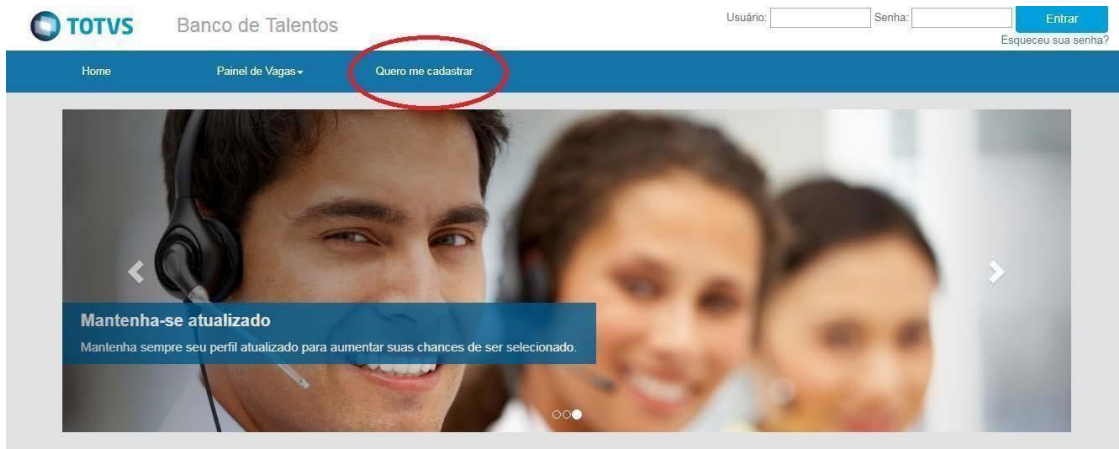 TOTVS Banco de Talentos Usuário: Senha: Entrar
Esqueceu sua senha?
Home Painel de Vagas Quero me cadastrar
Mantenha-se atualizado
Mantenha sempre seu perfil atualizado para aumentar suas chances de ser selecionado.